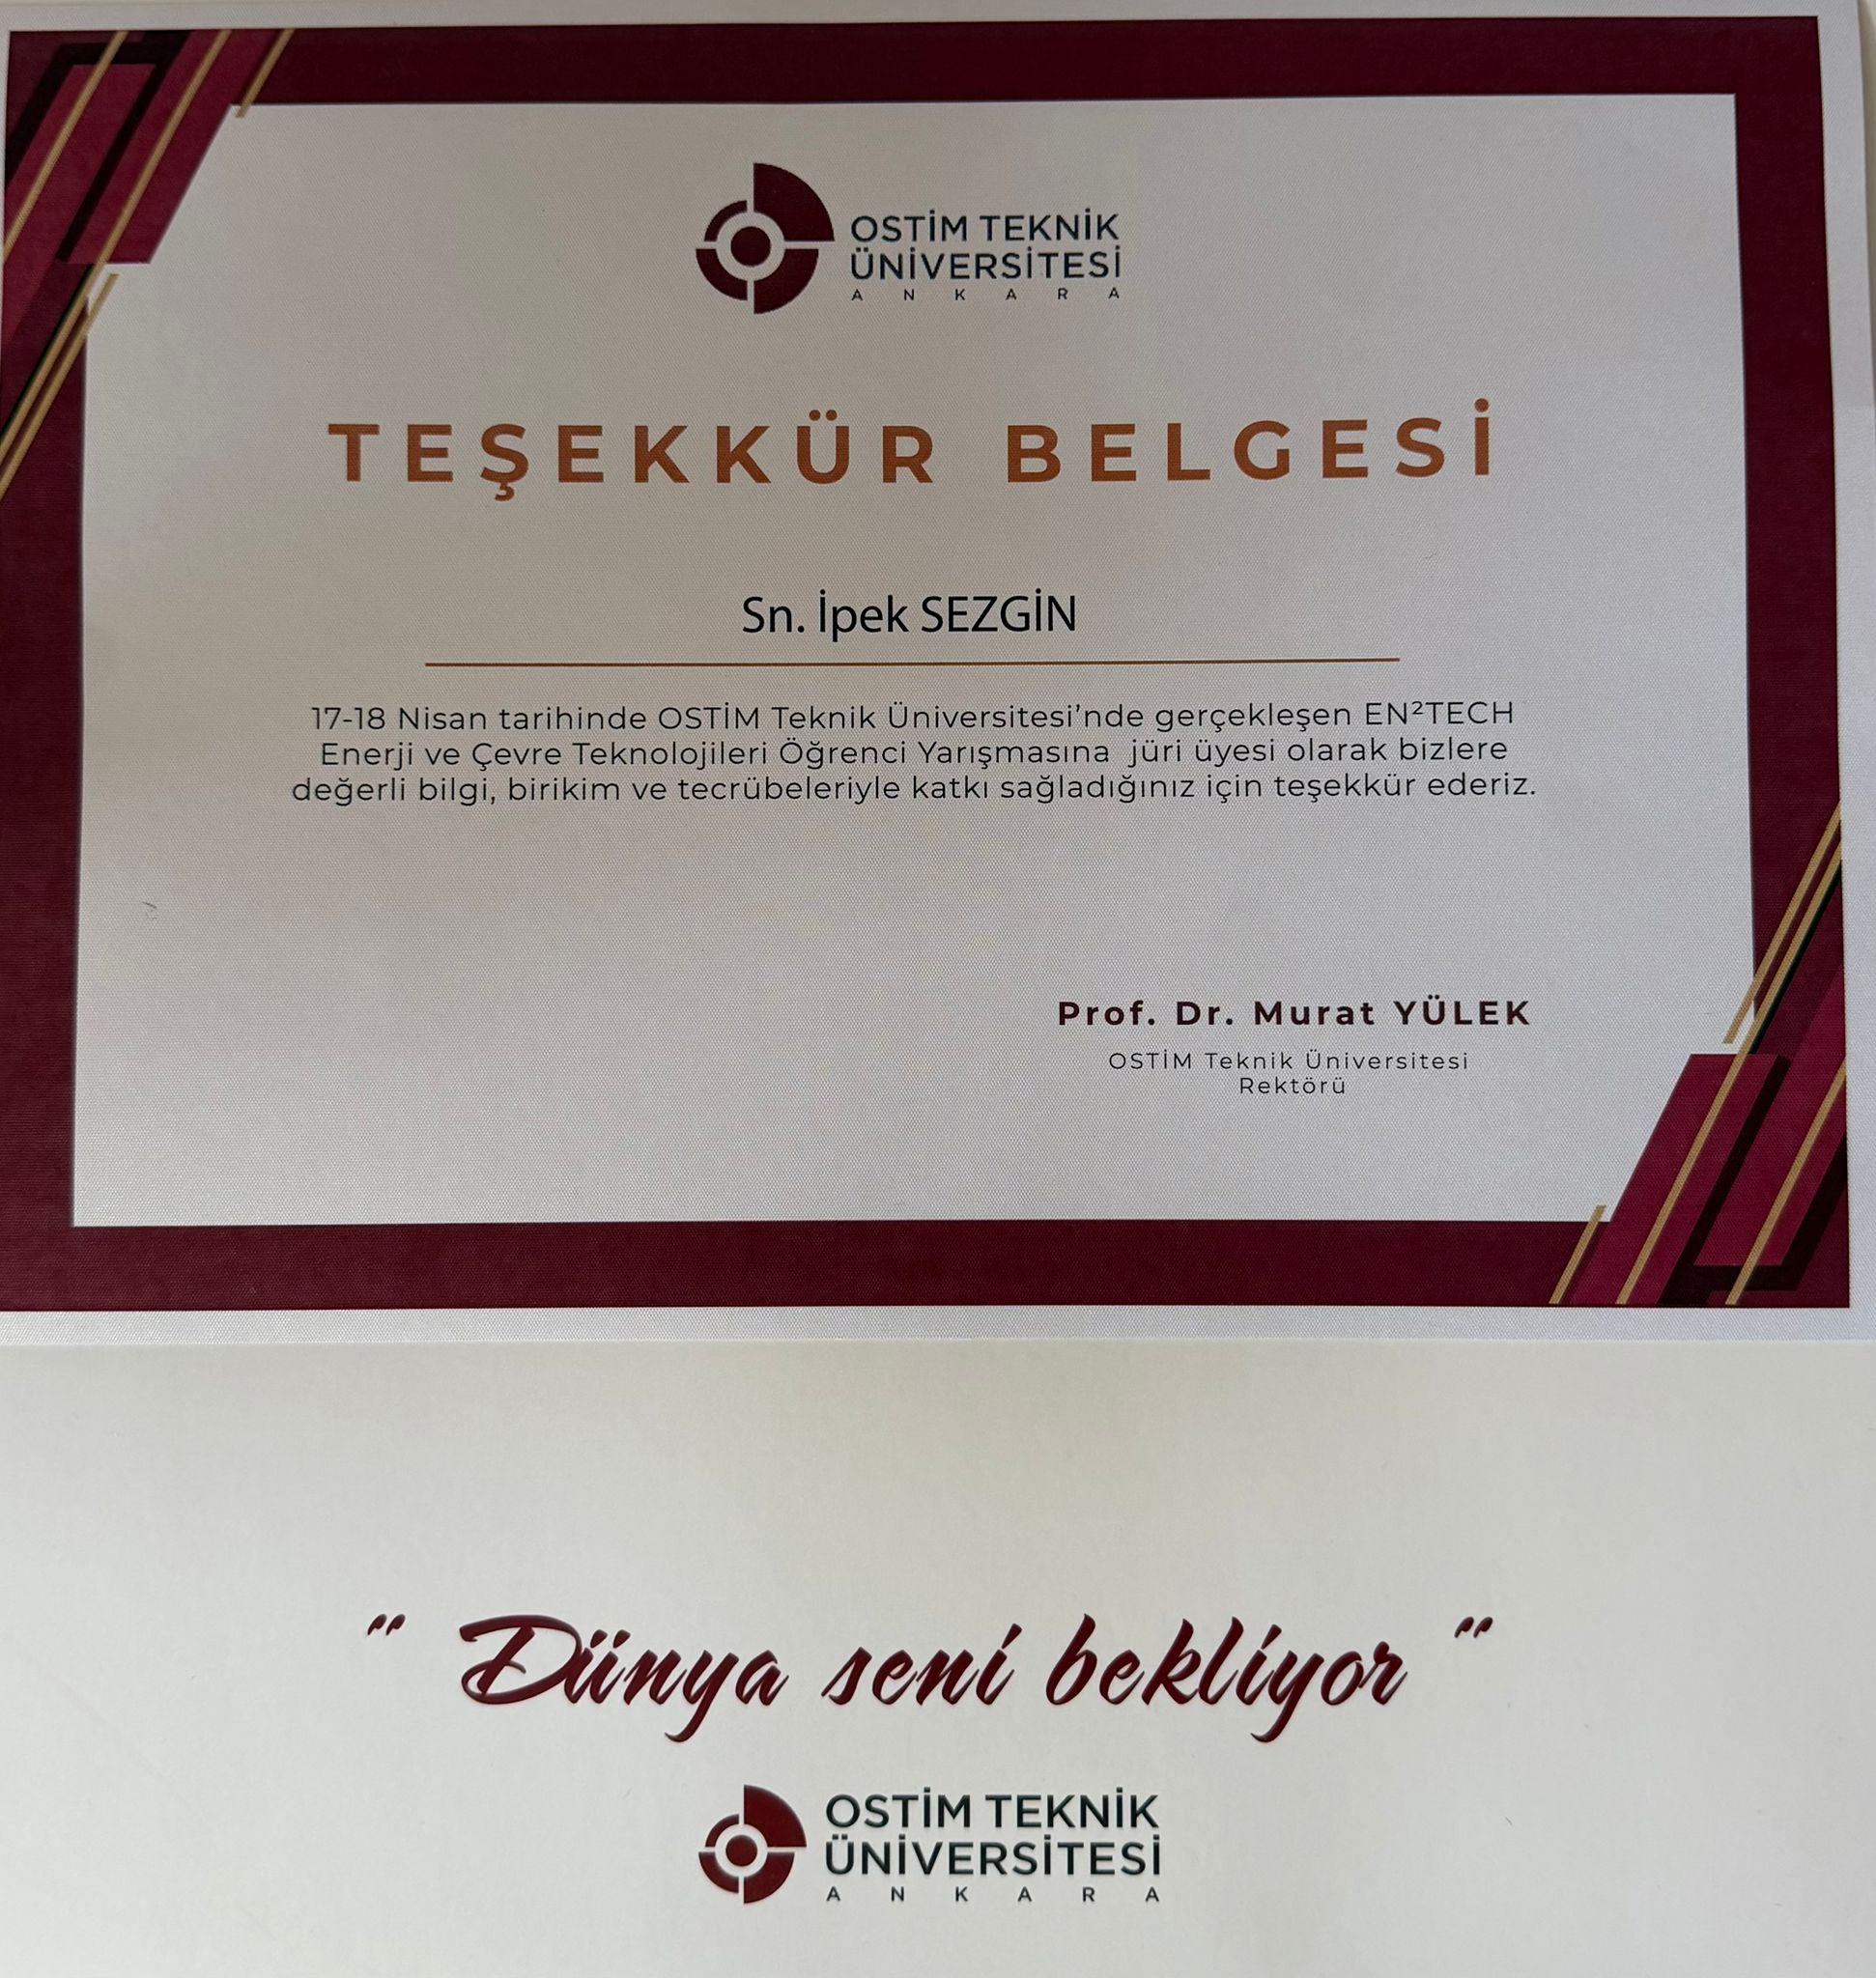 OSTİM TEKNİK
ÜNİVERSİTESİ
ANKARA
TEŞEKKÜR BELGESİ
Sn. İpek SEZGİN
17-18 Nisan tarihinde OSTİM Teknik Üniversitesi'nde gerçekleşen EN²TECH
Enerji ve Çevre Teknolojileri Öğrenci Yarışmasına jüri üyesi olarak bizlere
değerli bilgi, birikim ve tecrübeleriyle katkı sağladığınız için teşekkür ederiz.
Prof. Dr. Murat YÜLEK
OSTİM Teknik Üniversitesi
Rektörü
" Dünya seni bekliyor "
OSTİM TEKNİK
ÜNİVERSİTESİ
ANKARA